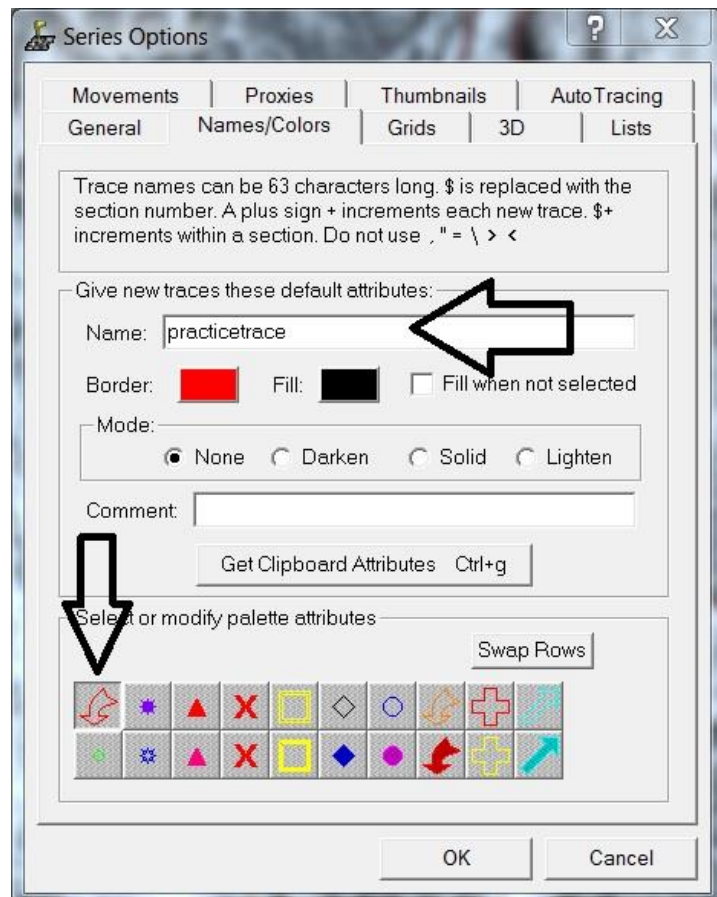 Series Options
?
X
Movements Proxies Thumbnails AutoTracing
General Names/Colors Grids 3D Lists
Trace names can be 63 characters long. $ is replaced with the
section number. A plus sign + increments each new trace. $+
increments within a section. Do not use , " = \ > <
Give new traces these default attributes:
Name: practicetrace
Border: Fill: Fill when not selected
Mode:
None Darken Solid Lighten
Comment:
Get Clipboard Attributes Ctrl+g
Select or modify palette attributes
Swap Rows
OK Cancel